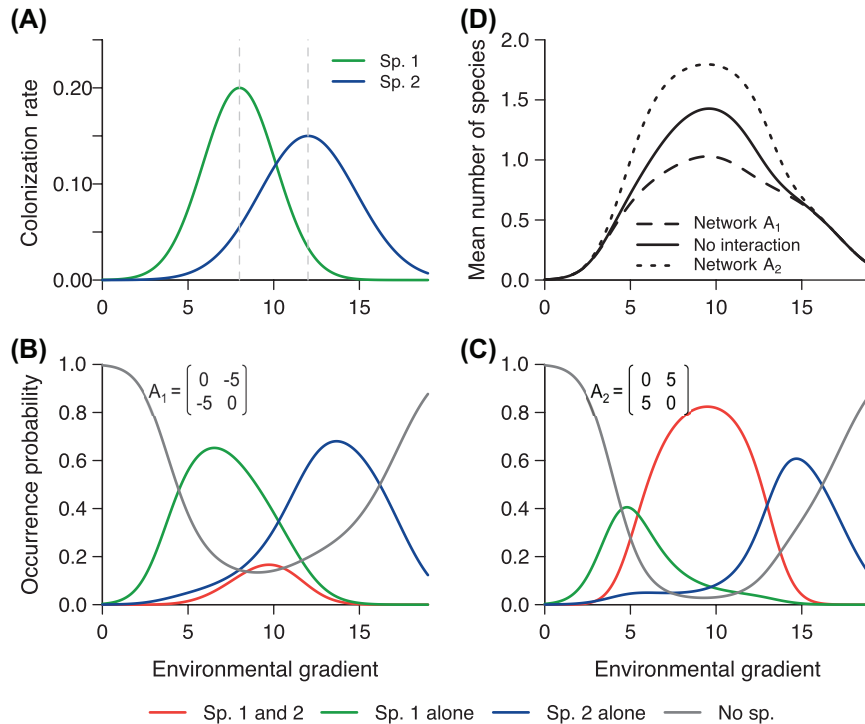 (A)
Colonization rate
0.20
0.10
0.00
0 5 10 15
Sp. 1
Sp. 2
(D)
Mean number of species
2.0
1.5
1.0
0.5
0.0
0 5 10 15
Network A1
No interaction
Network A2
(B)
Occurrence probability
1.0
0.8
0.6
0.4
0.2
0.0
A1 = 0 -5
-5 0
0 5 10 15
Environmental gradient
(C)
1.0
0.8
0.6
0.4
0.2
0.0
A2 = 0 5
5 0
0 5 10 15
Environmental gradient
Sp. 1 and 2 Sp. 1 alone Sp. 2 alone No sp.